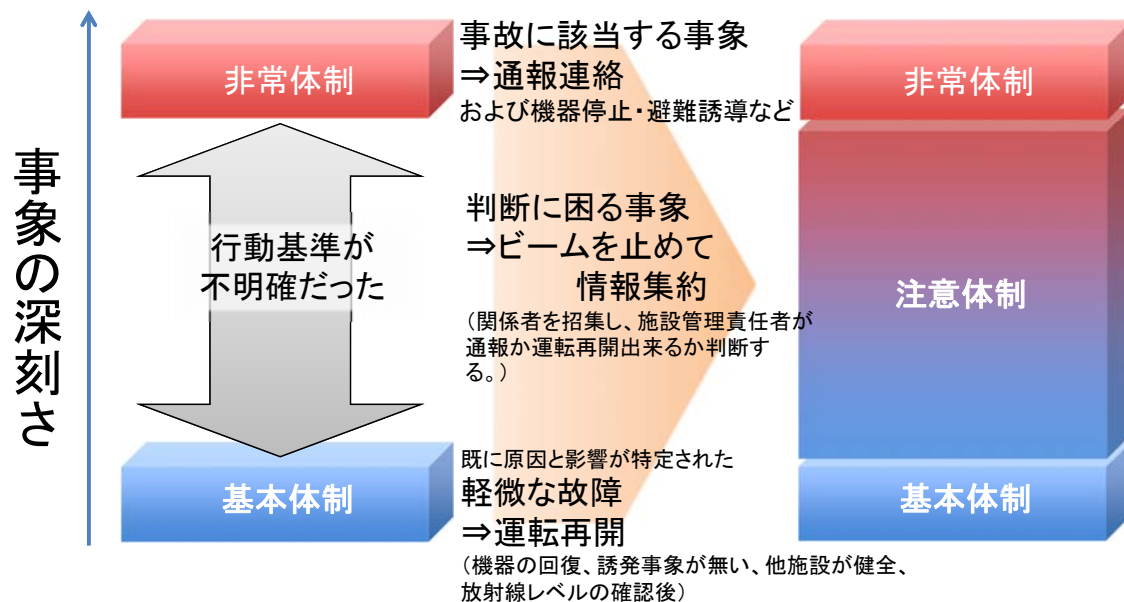 事象の深刻さ
非常体制
行動基準が
不明確だった
基本体制
事故に該当する事象
⇒通報連絡
および機器停止・避難誘導など
判断に困る事象
⇒ビームを止めて
情報集約
(関係者を招集し、施設管理責任者が
通報か運転再開出来るか判断す
る。)
既に原因と影響が特定された
軽微な故障
⇒運転再開
(機器の回復、誘発事象が無い、他施設が健全、
放射線レベルの確認後)
非常体制
注意体制
基本体制